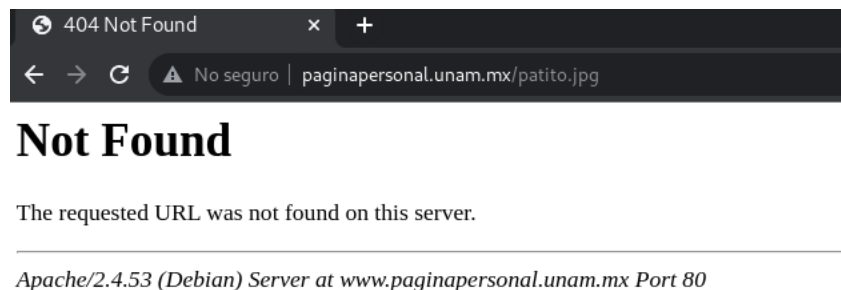 404 Not Found
No seguro | paginapersonal.unam.mx/patito.jpg
Not Found
The requested URL was not found on this server.
Apache/2.4.53 (Debian) Server at www.paginapersonal.unam.mx Port 80